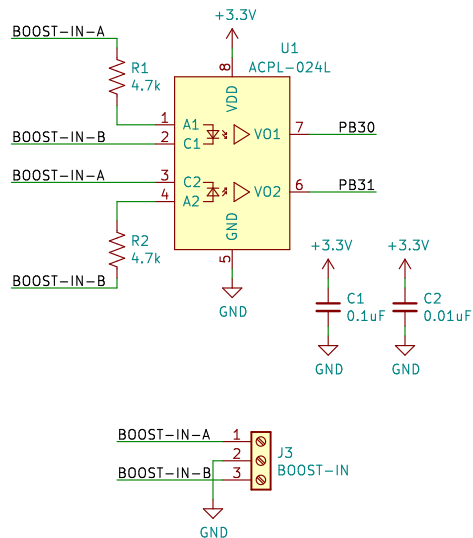 +3.3V
BOOST-IN-A
U1
ACPL-024L
R1
4.7k
8
VDD
1
A1
2
C1
BOOST-IN-B
VO1
7
PB30
BOOST-IN-A
3
C2
4
A2
VO2
6
PB31
R2
4.7k
GND
5
BOOST-IN-B
GND
+3.3V
+3.3V
C1
0.1uF
C2
0.01uF
GND
GND
BOOST-IN-A
1
2
BOOST-IN-B
3
J3
BOOST-IN
GND